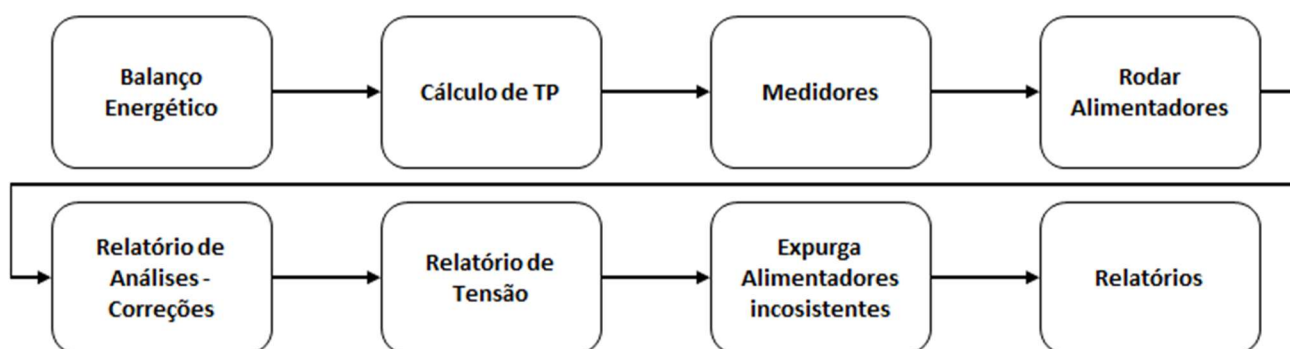 Balanço
Energético
Cálculo de TP
Medidores
Rodar
Alimentadores
Relatório de
Análises -
Correções
Relatório de
Tensão
Expurga
Alimentadores
incosistentes
Relatórios